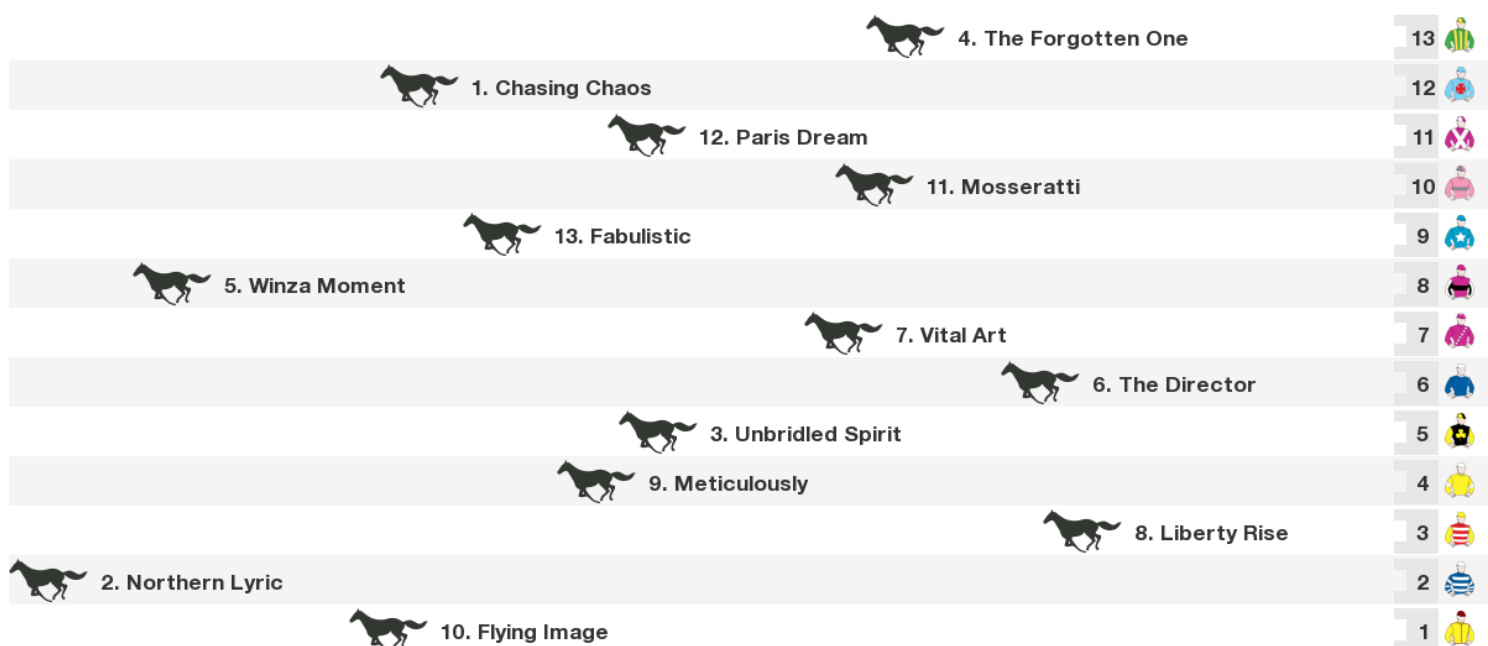 4. The Forgotten One 13
1. Chasing Chaos 12
12. Paris Dream 11
11. Mosseratti 10
13. Fabulistic 9
5. Winza Moment 8
7. Vital Art 7
6. The Director 6
3. Unbridled Spirit 5
9. Meticulously 4
8. Liberty Rise 3
2. Northern Lyric 2
10. Flying Image 1